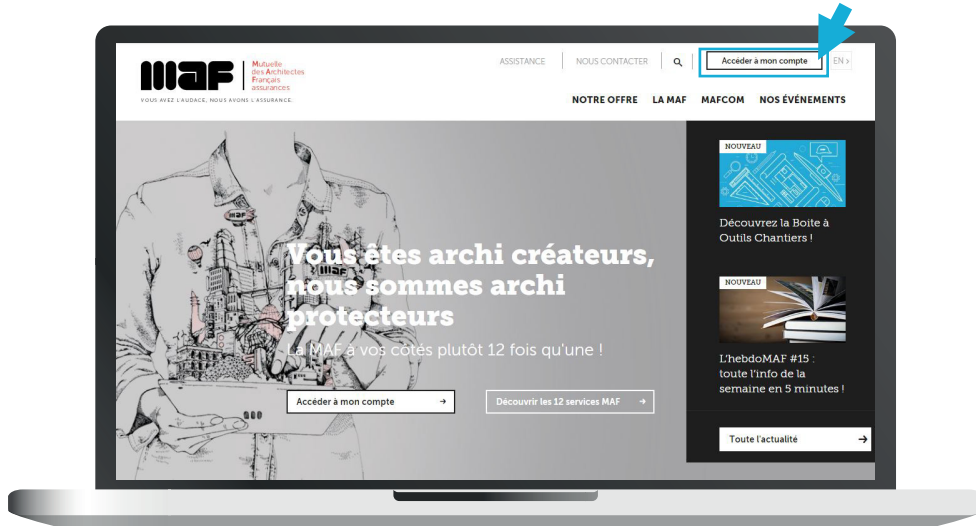 maf
Mutuelle
des Architectes
Français
assurances
VOUS AVEZ L'AUDACE, NOUS AVONS L'ASSURANCE.
ASSISTANCE
NOUS CONTACTER
Accéder à mon compte
EN >
NOTRE OFFRE
LA MAF
MAFCOM
NOS ÉVÉNEMENTS
maf
maf
Vous êtes archi créateurs,
nous sommes archi
protecteurs
La MAF à vos côtés plutôt 12 fois qu'une !
Accéder à mon compte →
Découvrir les 12 services MAF →
NOUVEAU
Découvrez la Boite à
Outils Chantiers !
NOUVEAU
L'hebdoMAF #15 :
toute l'info de la
semaine en 5 minutes !
Toute l'actualité →